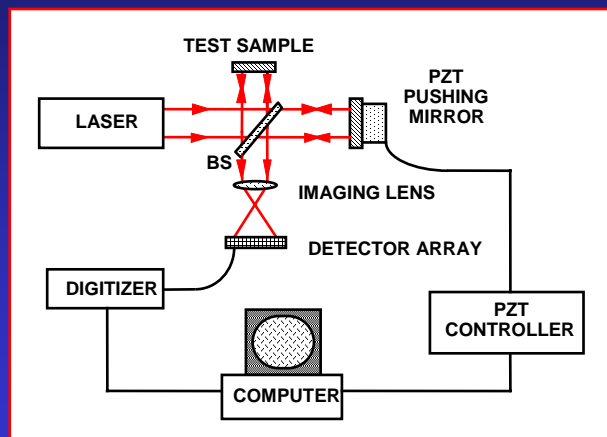 TEST SAMPLE
PZT
PUSHING
MIRROR
LASER
BS
IMAGING LENS
DETECTOR ARRAY
DIGITIZER
PZT
CONTROLLER
COMPUTER